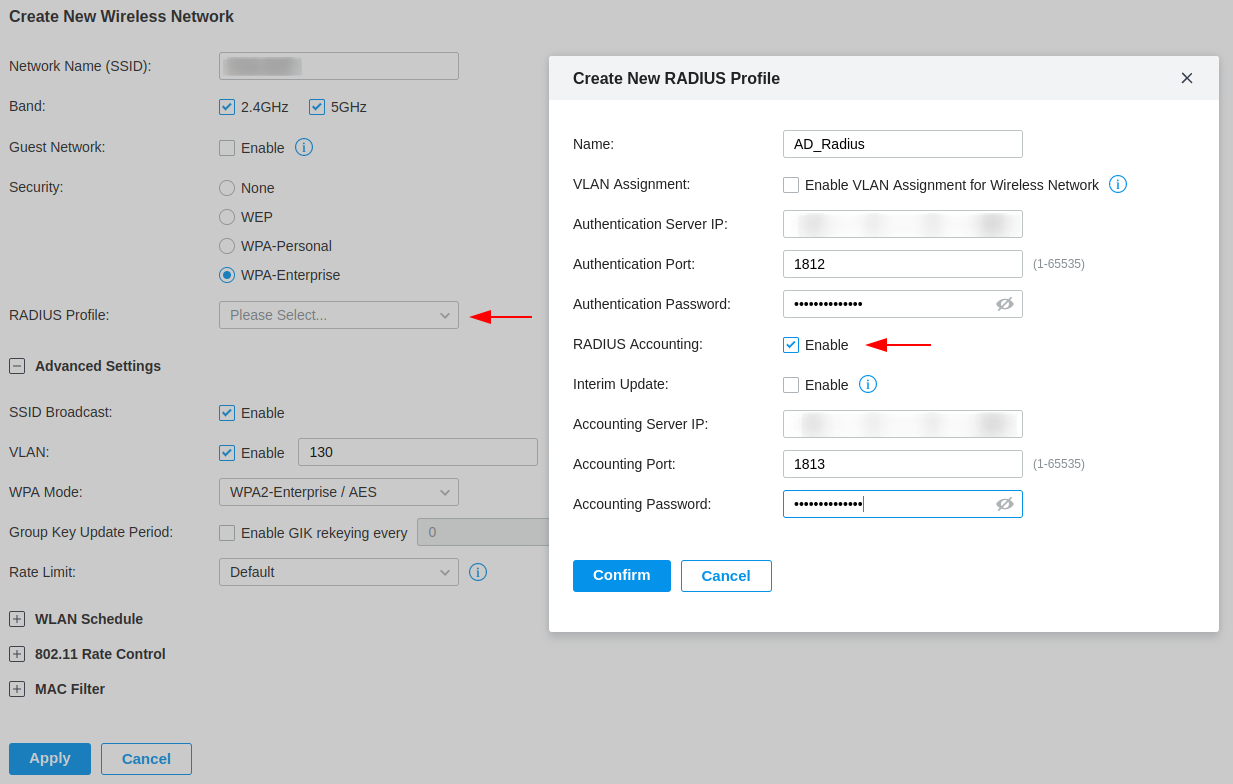 Create New Wireless Network
Network Name (SSID):
Band: 2.4GHz 5GHz
Guest Network: Enable
Security: None
WEP
WPA-Personal
WPA-Enterprise
RADIUS Profile: Please Select...
Advanced Settings
SSID Broadcast: Enable
VLAN: Enable 130
WPA Mode: WPA2-Enterprise / AES
Group Key Update Period: Enable GIK rekeying every 0
Rate Limit: Default
WLAN Schedule
802.11 Rate Control
MAC Filter
Apply Cancel
Create New RADIUS Profile
Name: AD_Radius
VLAN Assignment: Enable VLAN Assignment for Wireless Network
Authentication Server IP:
Authentication Port: 1812 (1-65535)
Authentication Password: ••••••••••••••
RADIUS Accounting: Enable
Interim Update: Enable
Accounting Server IP:
Accounting Port: 1813 (1-65535)
Accounting Password: ••••••••••••••
Confirm Cancel